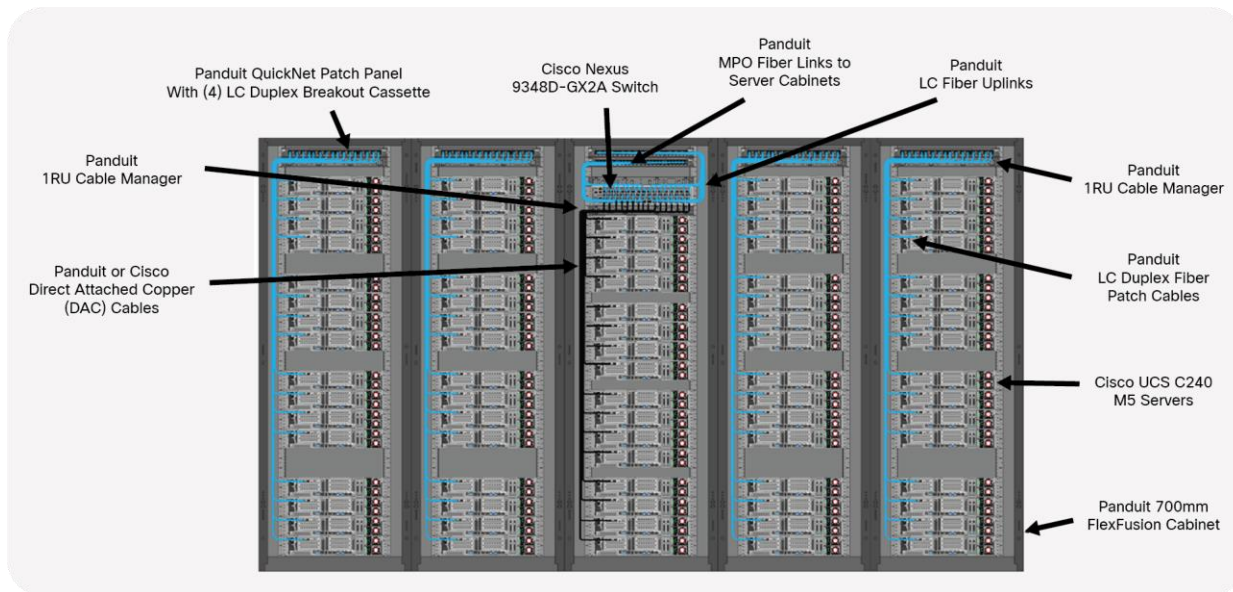 Panduit QuickNet Patch Panel
With (4) LC Duplex Breakout Cassette
Cisco Nexus
9348D-GX2A Switch
Panduit
MPO Fiber Links to
Server Cabinets
Panduit
LC Fiber Uplinks
Panduit
1RU Cable Manager
Panduit
1RU Cable Manager
Panduit or Cisco
Direct Attached Copper
(DAC) Cables
Panduit
LC Duplex Fiber
Patch Cables
Cisco UCS C240
M5 Servers
Panduit 700mm
FlexFusion Cabinet